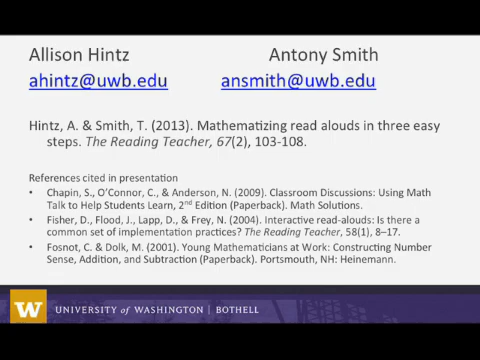 Allison Hintz Antony Smith
ahintz@uwb.edu ansmith@uwb.edu
Hintz, A. & Smith, T. (2013). Mathematizing read alouds in three easy
steps. The Reading Teacher, 67(2), 103-108.
References cited in presentation
• Chapin, S., O'Connor, C., & Anderson, N. (2009). Classroom Discussions: Using Math
Talk to Help Students Learn, 2nd Edition (Paperback). Math Solutions.
• Fisher, D., Flood, J., Lapp, D., & Frey, N. (2004). Interactive read-alouds: Is there a
common set of implementation practices? The Reading Teacher, 58(1), 8–17.
• Fosnot, C. & Dolk, M. (2001). Young Mathematicians at Work: Constructing Number
Sense, Addition, and Subtraction (Paperback). Portsmouth, NH: Heinemann.
W UNIVERSITY of WASHINGTON | BOTHELL